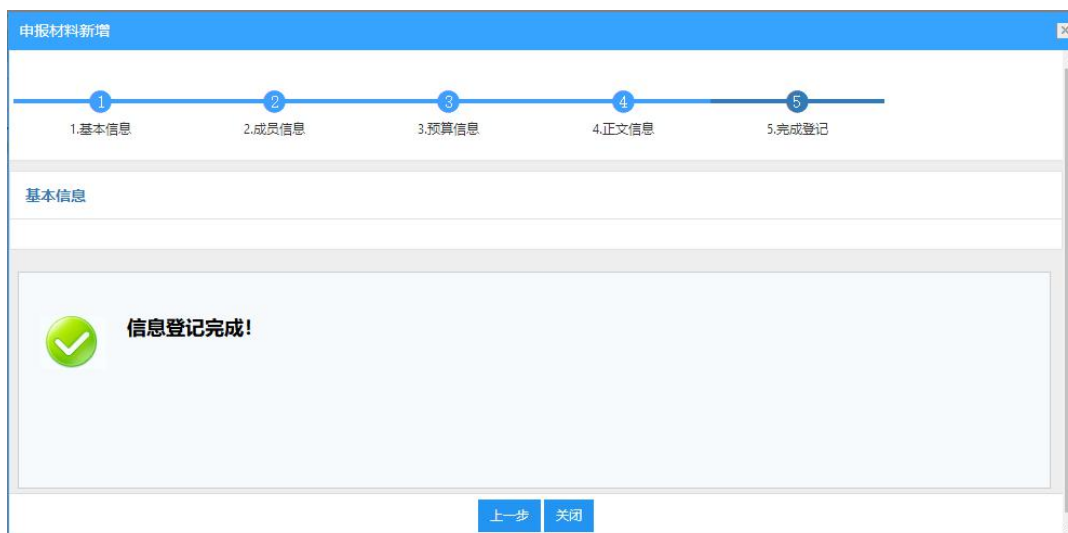 申报材料新增
1 2 3 4 5
1.基本信息 2.成员信息 3.预算信息 4.正文信息 5.完成登记
基本信息
信息登记完成!
上一步 关闭